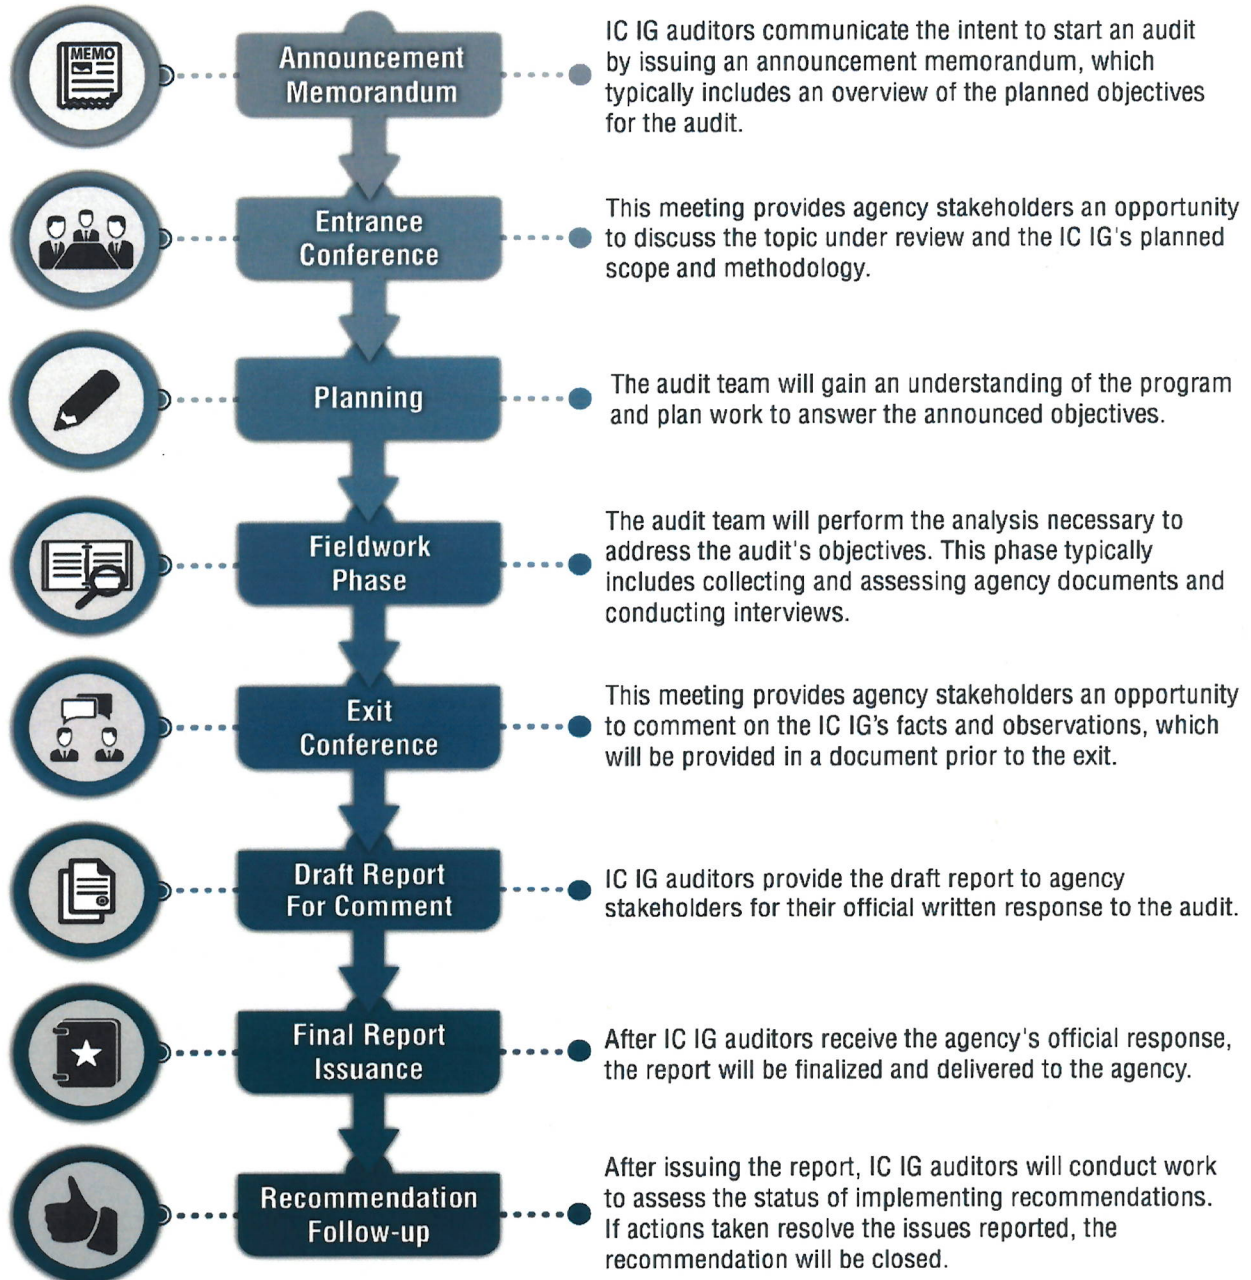 MEMO
Announcement
Memorandum
IC IG auditors communicate the intent to start an audit
by issuing an announcement memorandum, which
typically includes an overview of the planned objectives
for the audit.
Entrance
Conference
This meeting provides agency stakeholders an opportunity
to discuss the topic under review and the IC IG's planned
scope and methodology.
Planning
The audit team will gain an understanding of the program
and plan work to answer the announced objectives.
Fieldwork
Phase
The audit team will perform the analysis necessary to
address the audit's objectives. This phase typically
includes collecting and assessing agency documents and
conducting interviews.
Exit
Conference
This meeting provides agency stakeholders an opportunity
to comment on the IC IG's facts and observations, which
will be provided in a document prior to the exit.
Draft Report
For Comment
IC IG auditors provide the draft report to agency
stakeholders for their official written response to the audit.
Final Report
Issuance
After IC IG auditors receive the agency's official response,
the report will be finalized and delivered to the agency.
Recommendation
Follow-up
After issuing the report, IC IG auditors will conduct work
to assess the status of implementing recommendations.
If actions taken resolve the issues reported, the
recommendation will be closed.